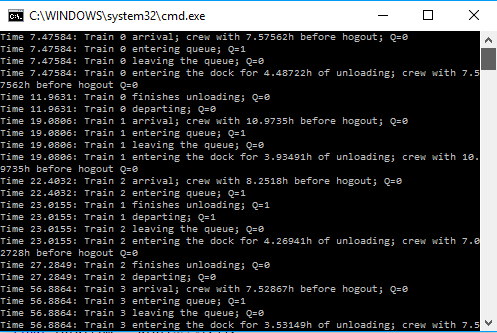 C:\WINDOWS\system32\cmd.exe
Time 7.47584: Train 0 arrival; crew with 7.57562h before hogout; Q=0
Time 7.47584: Train 0 entering queue; Q=1
Time 7.47584: Train 0 leaving the queue; Q=0
Time 7.47584: Train 0 entering the dock for 4.48722h of unloading; crew with 7.5
7562h before hogout Q=0
Time 11.9631: Train 0 finishes unloading; Q=0
Time 11.9631: Train 0 departing; Q=0
Time 19.0806: Train 1 arrival; crew with 10.9735h before hogout; Q=0
Time 19.0806: Train 1 entering queue; Q=1
Time 19.0806: Train 1 leaving the queue; Q=0
Time 19.0806: Train 1 entering the dock for 3.93491h of unloading; crew with 10.
9735h before hogout Q=0
Time 22.4032: Train 2 arrival; crew with 8.2518h before hogout; Q=0
Time 22.4032: Train 2 entering queue; Q=1
Time 23.0155: Train 1 finishes unloading; Q=1
Time 23.0155: Train 1 departing; Q=1
Time 23.0155: Train 2 leaving the queue; Q=0
Time 23.0155: Train 2 entering the dock for 4.26941h of unloading; crew with 7.0
2728h before hogout Q=0
Time 27.2849: Train 2 finishes unloading; Q=0
Time 27.2849: Train 2 departing; Q=0
Time 56.8864: Train 3 arrival; crew with 7.52867h before hogout; Q=0
Time 56.8864: Train 3 entering queue; Q=1
Time 56.8864: Train 3 leaving the queue; Q=0
Time 56.8864: Train 3 entering the dock for 3.53149h of unloading; crew with 7.5